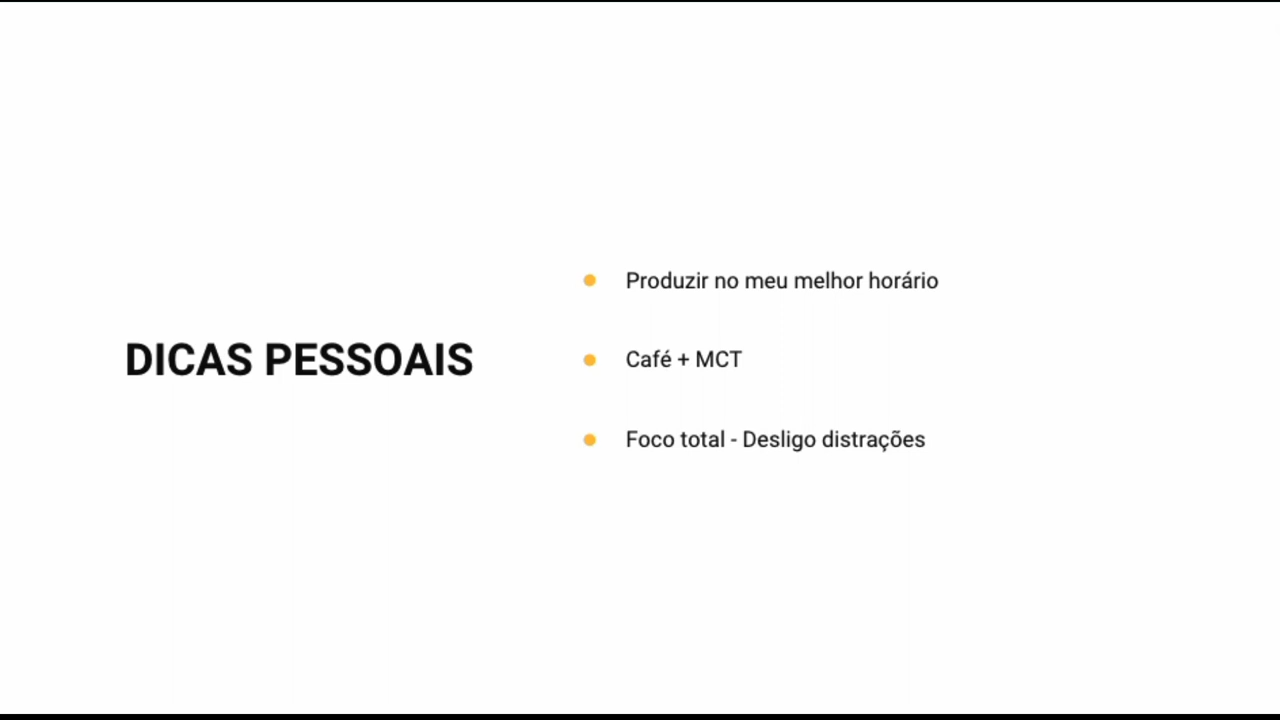 DICAS PESSOAIS
Produzir no meu melhor horário
Café + MCT
Foco total - Desligo distrações